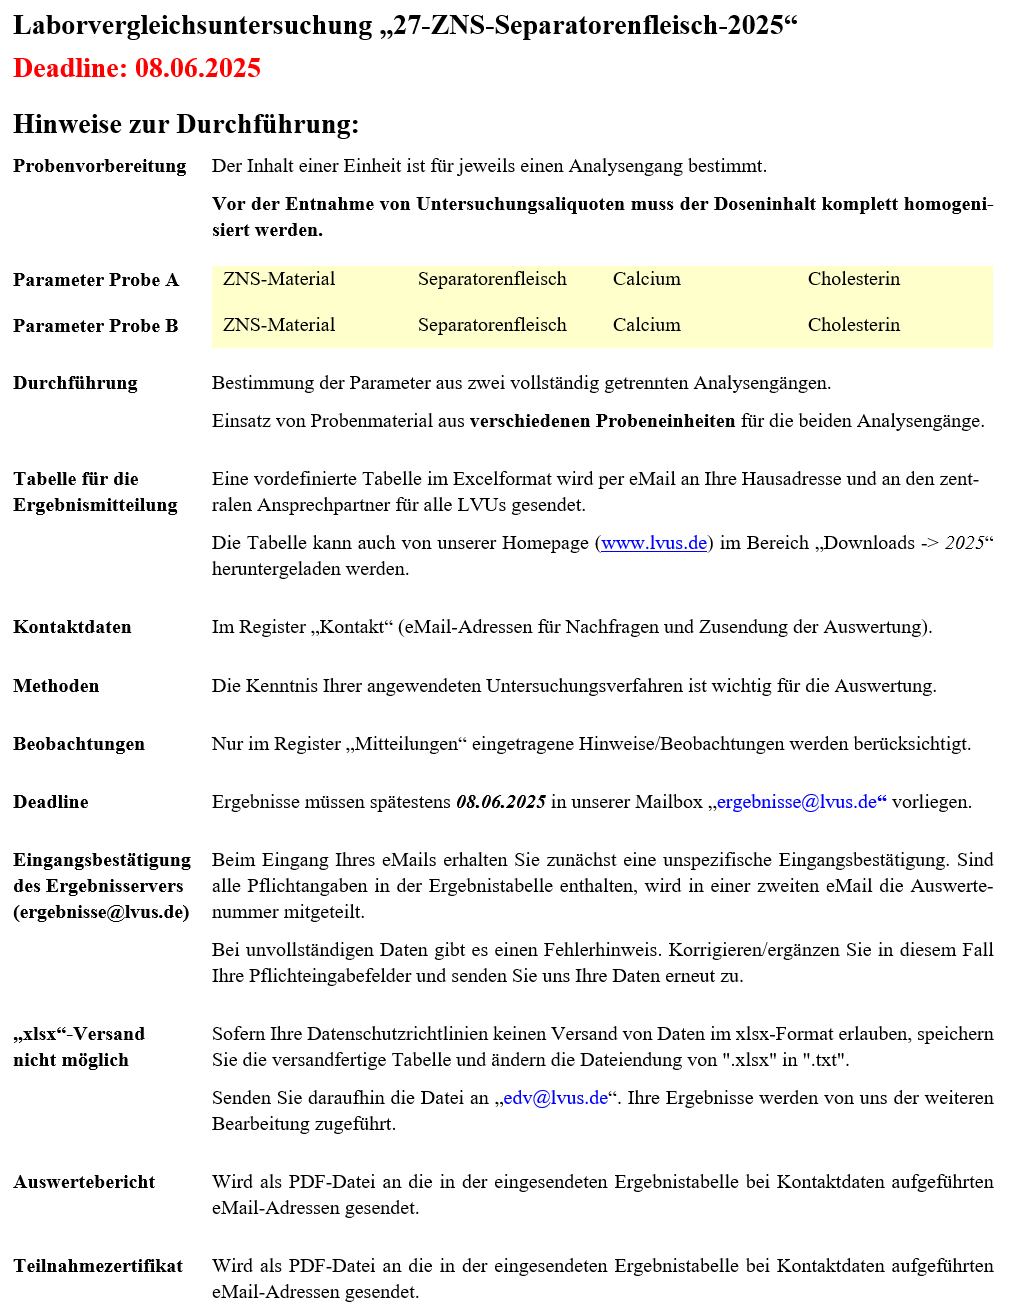 Laborvergleichsuntersuchung „27-ZNS-Separatorenfleisch-2025“
Deadline: 08.06.2025
Hinweise zur Durchführung:
Probenvorbereitung Der Inhalt einer Einheit ist für jeweils einen Analysengang bestimmt.
Vor der Entnahme von Untersuchungsaliquoten muss der Doseninhalt komplett homogeni-
siert werden.
Parameter Probe A ZNS-Material Separatorenfleisch Calcium Cholesterin
Parameter Probe B ZNS-Material Separatorenfleisch Calcium Cholesterin
Durchführung Bestimmung der Parameter aus zwei vollständig getrennten Analysengängen.
Einsatz von Probenmaterial aus verschiedenen Probeneinheiten für die beiden Analysengänge.
Tabelle für die Eine vordefinierte Tabelle im Excelformat wird per eMail an Ihre Hausadresse und an den zent-
Ergebnismitteilung ralen Ansprechpartner für alle LVUs gesendet.
Die Tabelle kann auch von unserer Homepage (www.lvus.de) im Bereich „Downloads -> 2025“
heruntergeladen werden.
Kontaktdaten Im Register „Kontakt“ (eMail-Adressen für Nachfragen und Zusendung der Auswertung).
Methoden Die Kenntnis Ihrer angewendeten Untersuchungsverfahren ist wichtig für die Auswertung.
Beobachtungen Nur im Register „Mitteilungen“ eingetragene Hinweise/Beobachtungen werden berücksichtigt.
Deadline Ergebnisse müssen spätestens 08.06.2025 in unserer Mailbox „ergebnisse@lvus.de“ vorliegen.
Eingangsbestätigung Beim Eingang Ihres eMails erhalten Sie zunächst eine unspezifische Eingangsbestätigung. Sind
des Ergebnisservers alle Pflichtangaben in der Ergebnistabelle enthalten, wird in einer zweiten eMail die Auswerte-
(ergebnisse@lvus.de) nummer mitgeteilt.
Bei unvollständigen Daten gibt es einen Fehlerhinweis. Korrigieren/ergänzen Sie in diesem Fall
Ihre Pflichteingabefelder und senden Sie uns Ihre Daten erneut zu.
„xlsx“-Versand Sofern Ihre Datenschutzrichtlinien keinen Versand von Daten im xlsx-Format erlauben, speichern
nicht möglich Sie die versandfertige Tabelle und ändern die Dateiendung von ".xlsx" in ".txt".
Senden Sie daraufhin die Datei an „edv@lvus.de“. Ihre Ergebnisse werden von uns der weiteren
Bearbeitung zugeführt.
Auswertebericht Wird als PDF-Datei an die in der eingesendeten Ergebnistabelle bei Kontaktdaten aufgeführten
eMail-Adressen gesendet.
Teilnahmezertifikat Wird als PDF-Datei an die in der eingesendeten Ergebnistabelle bei Kontaktdaten aufgeführten
eMail-Adressen gesendet.